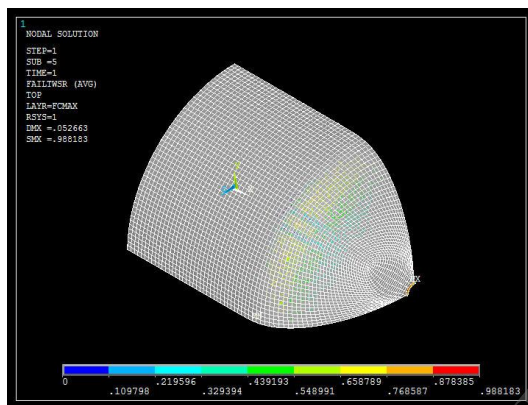 1
NODAL SOLUTION
STEP=1
SUB =5
TIME=1
FAILTWSR (AVG)
TOP
LAYR=FCMAX
RSYS=1
DMX =.052663
SMX =.988183
MX
MN
0 .219596 .439193 .658789 .878385
.109798 .329394 .548991 .768587 .988183